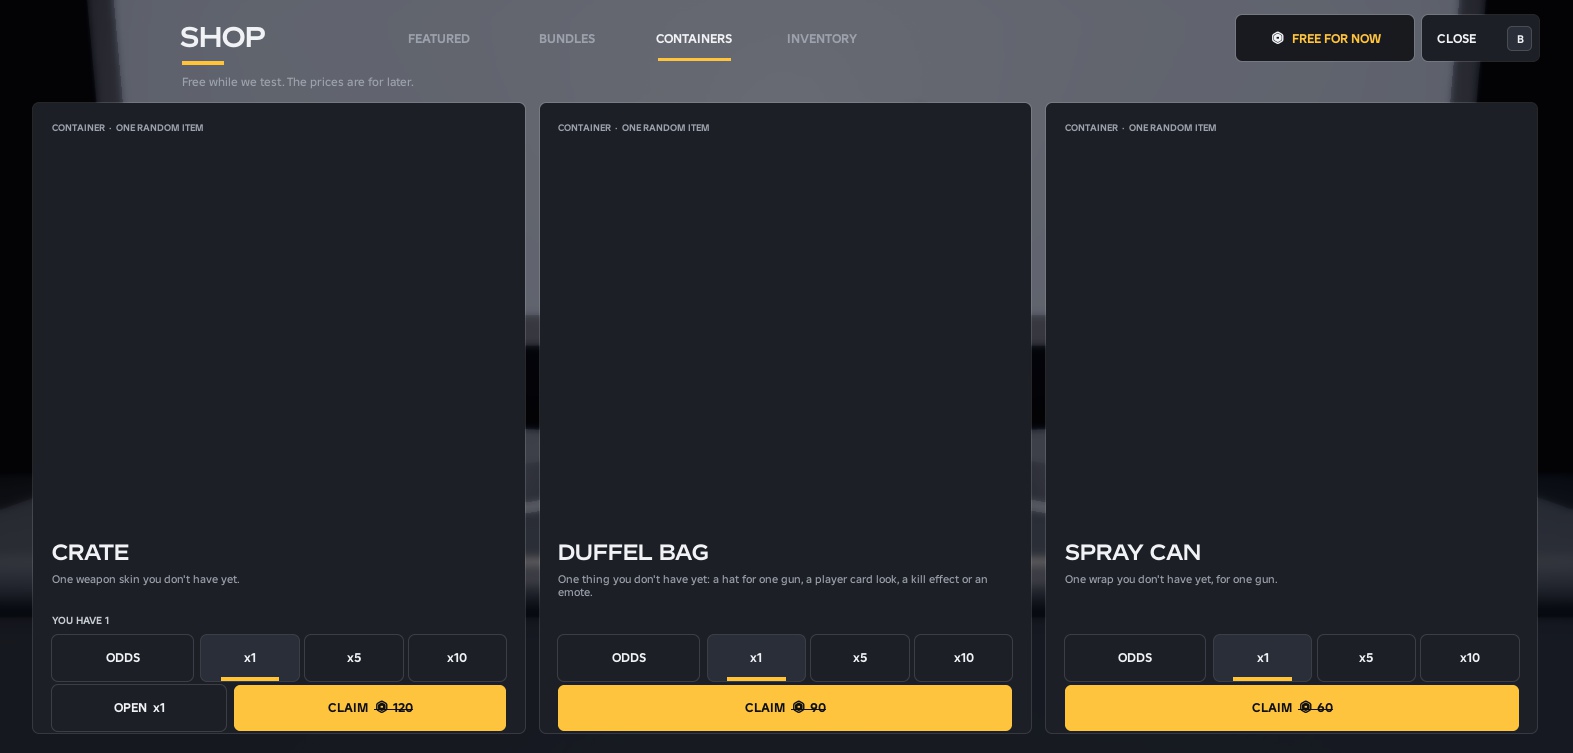 SHOP
FEATURED
BUNDLES
CONTAINERS
INVENTORY
FREE FOR NOW
CLOSE
B
Free while we test. The prices are for later.
CONTAINER · ONE RANDOM ITEM
CRATE
One weapon skin you don't have yet.
YOU HAVE 1
ODDS
x1
x5
x10
OPEN x1
CLAIM 120
CONTAINER · ONE RANDOM ITEM
DUFFEL BAG
One thing you don't have yet: a hat for one gun, a player card look, a kill effect or an
emote.
ODDS
x1
x5
x10
CLAIM 90
CONTAINER · ONE RANDOM ITEM
SPRAY CAN
One wrap you don't have yet, for one gun.
ODDS
x1
x5
x10
CLAIM 60